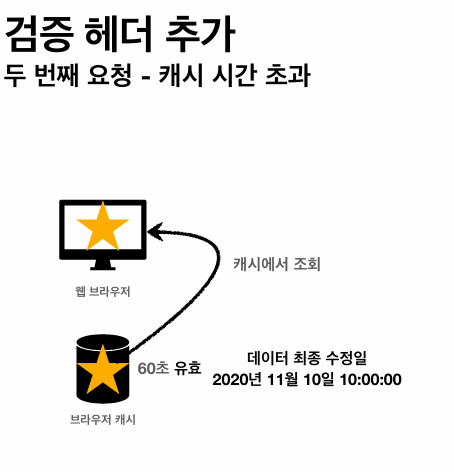 검증 헤더 추가
두 번째 요청 - 캐시 시간 초과
캐시에서 조회
웹 브라우저
60초 유효
데이터 최종 수정일
2020년 11월 10일 10:00:00
브라우저 캐시